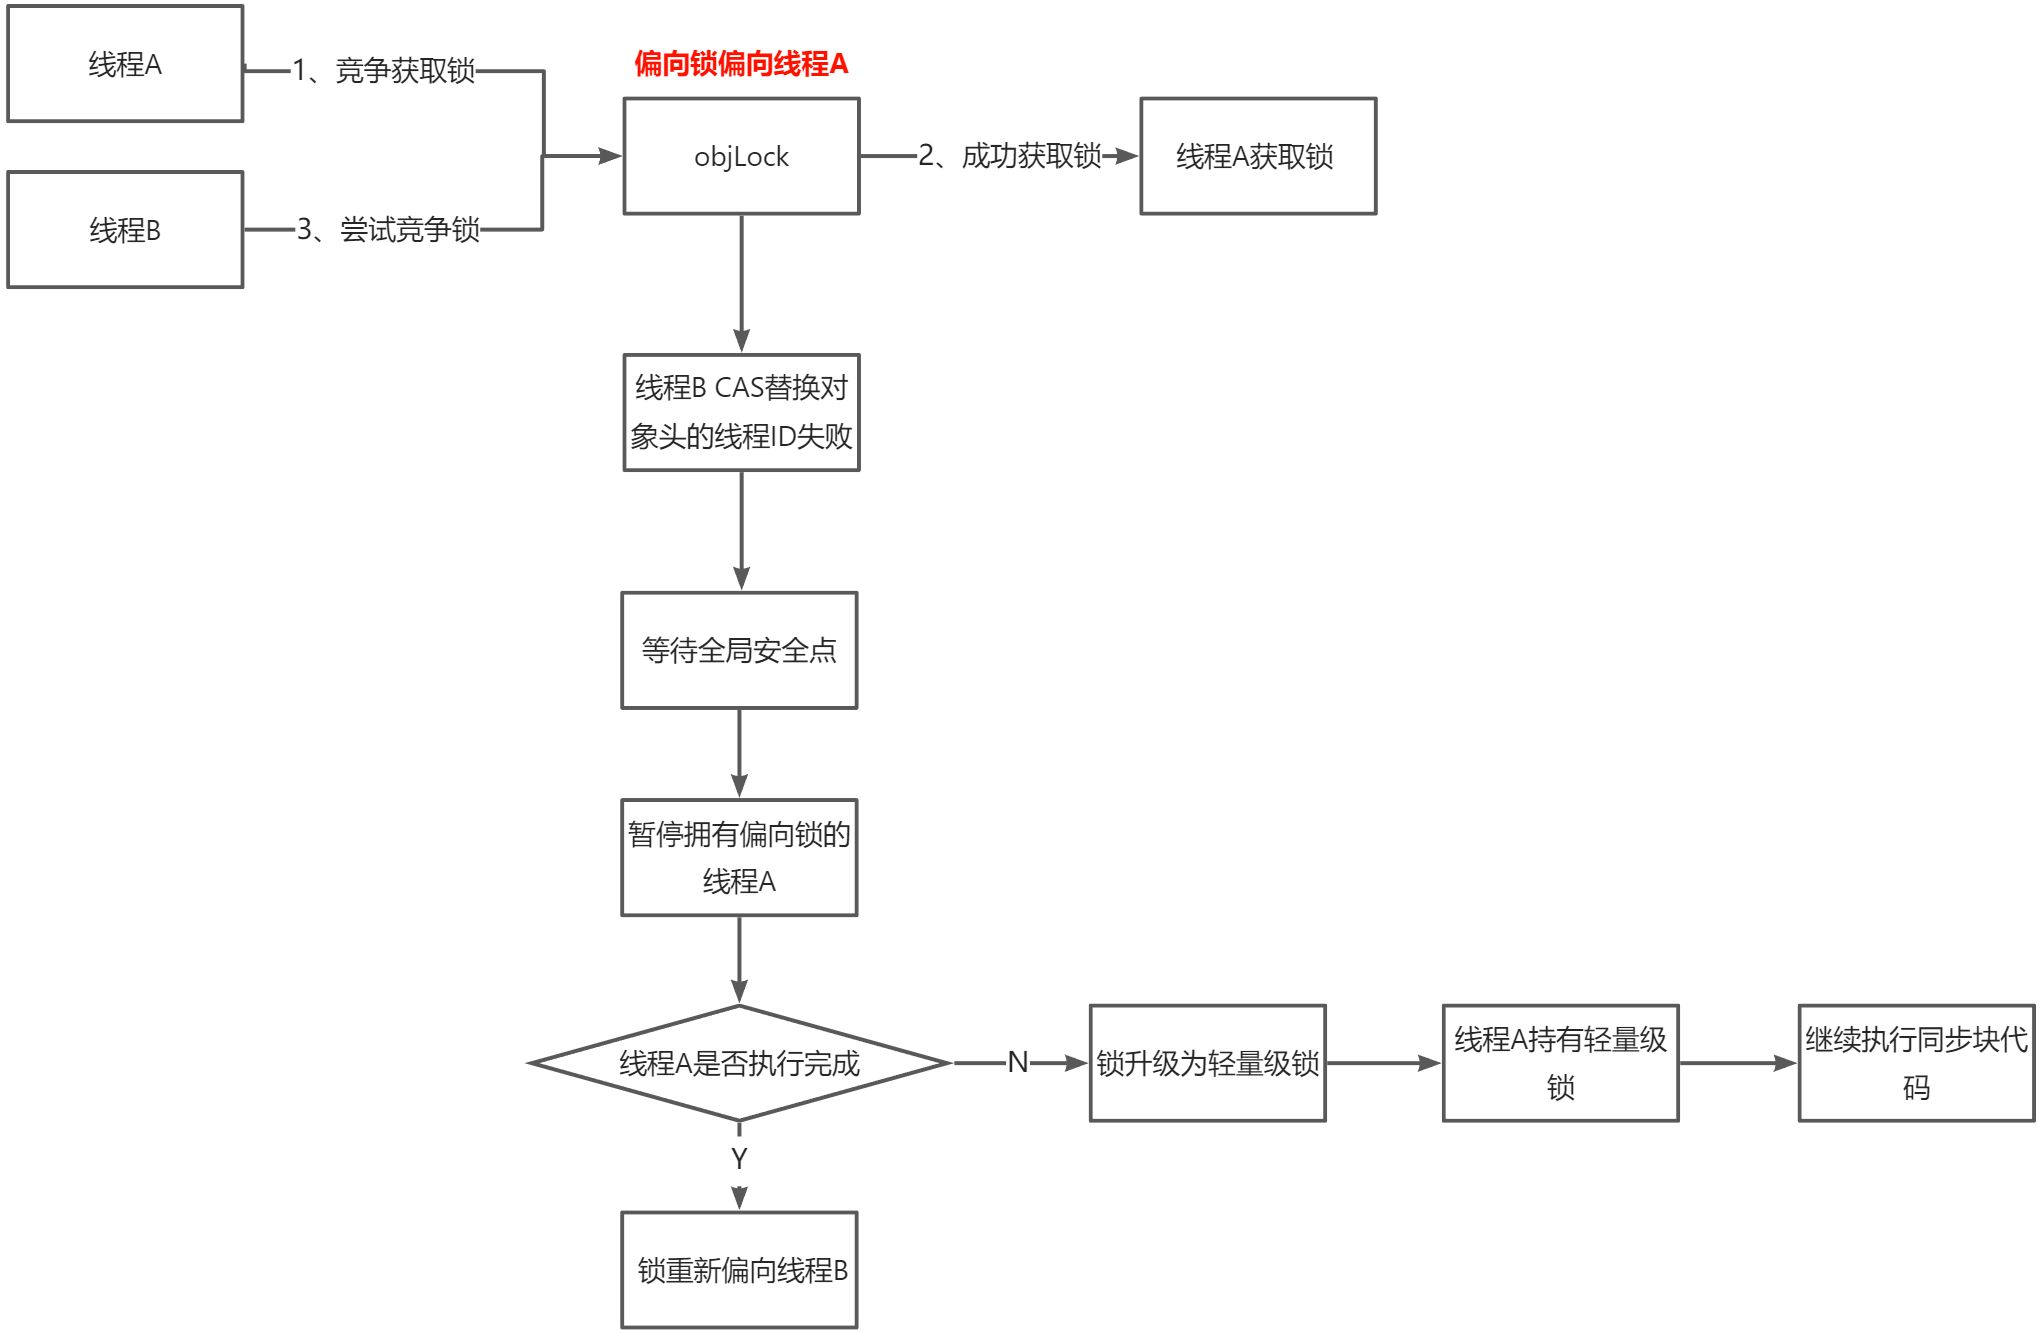 线程A
1、竞争获取锁
偏向锁偏向线程A
objLock
2、成功获取锁
线程A获取锁
线程B
3、尝试竞争锁
线程B CAS替换对
象头的线程ID失败
等待全局安全点
暂停拥有偏向锁的
线程A
线程A是否执行完成
N
锁升级为轻量级锁
线程A持有轻量级
锁
继续执行同步块代
码
Y
锁重新偏向线程B